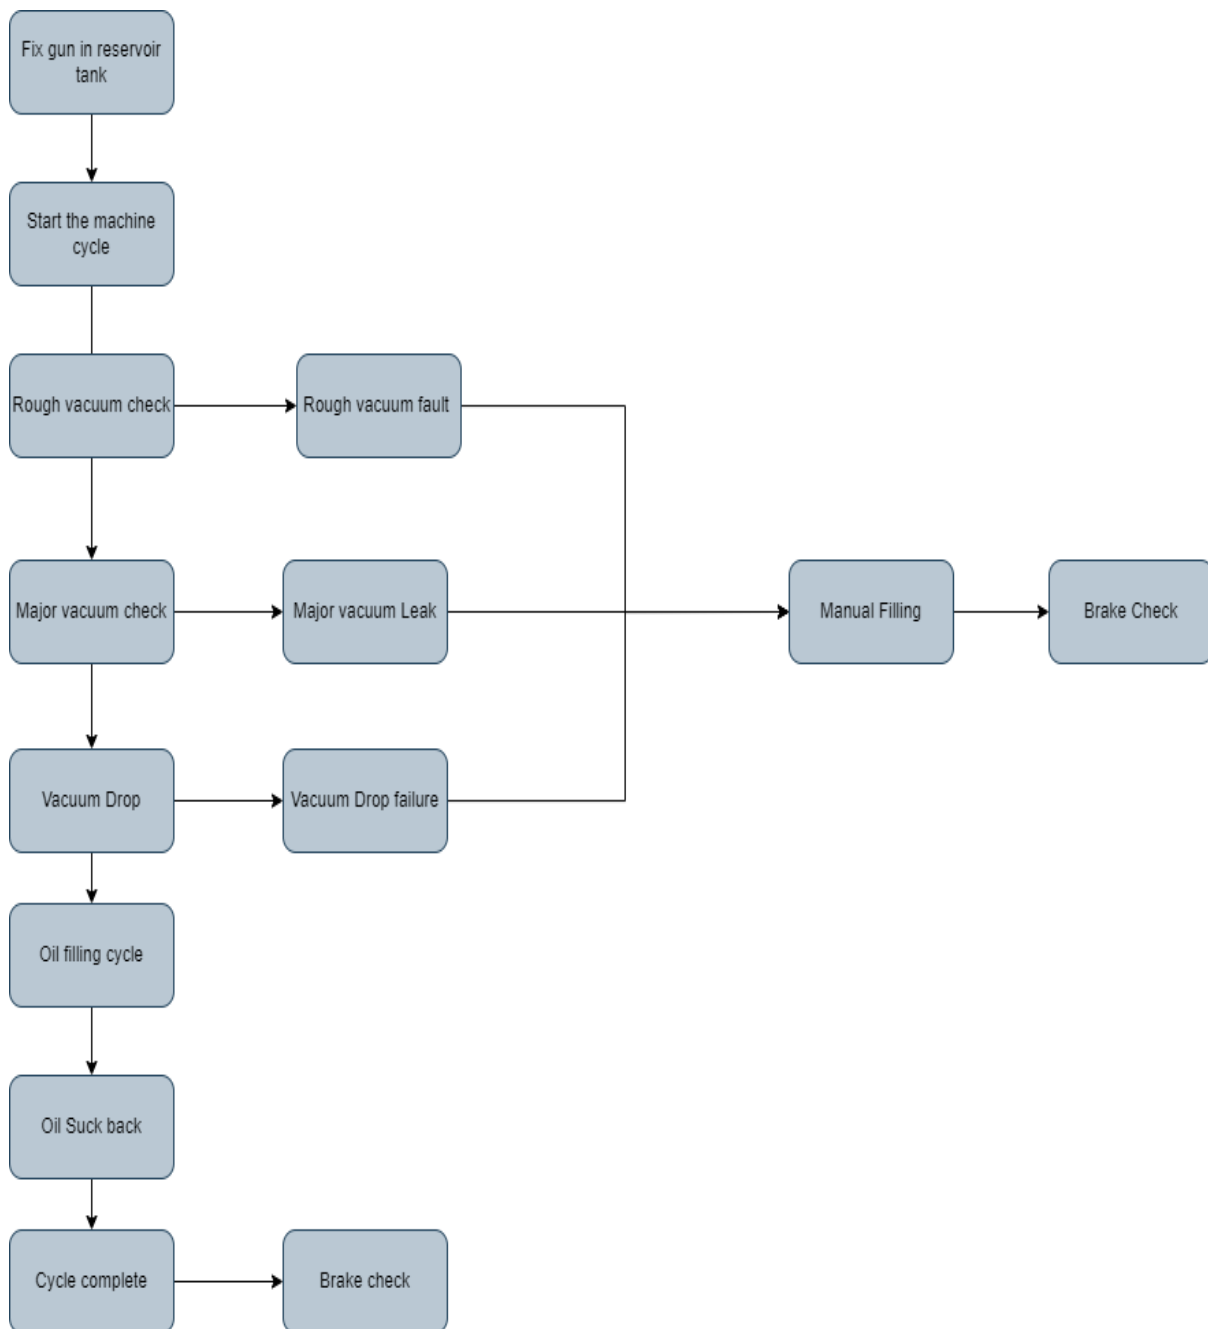 Fix gun in reservoir
tank
Start the machine
cycle
Rough vacuum check
Rough vacuum fault
Major vacuum check
Major vacuum Leak
Manual Filling
Brake Check
Vacuum Drop
Vacuum Drop failure
Oil filling cycle
Oil Suck back
Cycle complete
Brake check